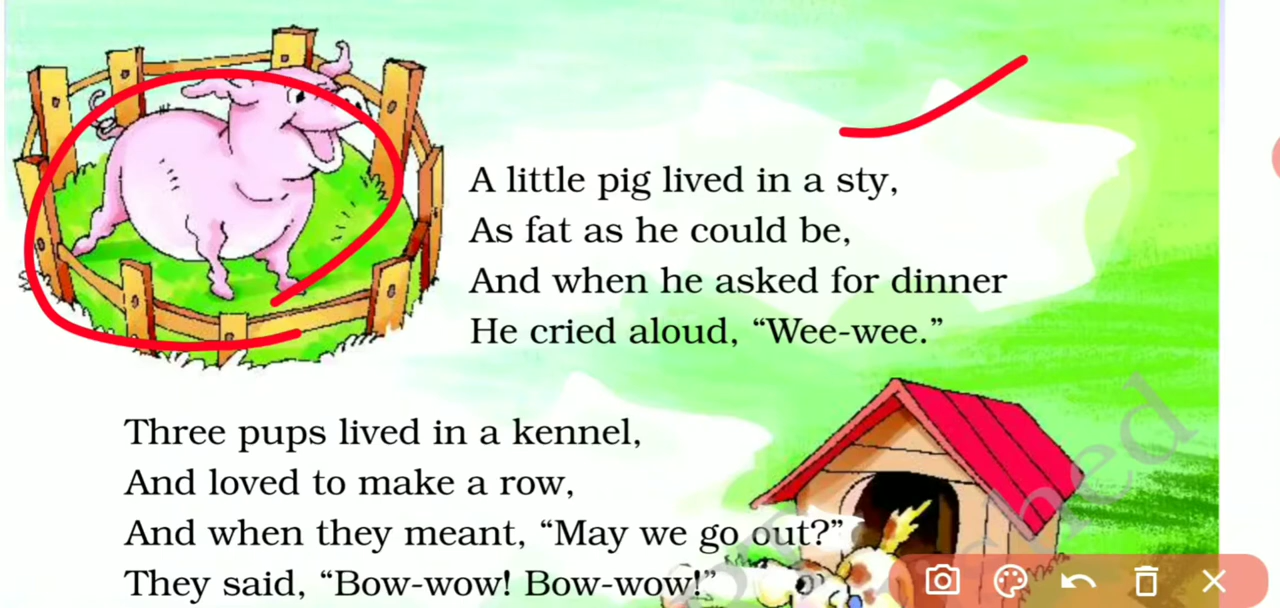 A little pig lived in a sty,
As fat as he could be,
And when he asked for dinner
He cried aloud, “Wee-wee.”
Three pups lived in a kennel,
And loved to make a row,
And when they meant, “May we go out?”
They said, “Bow-wow! Bow-wow!”